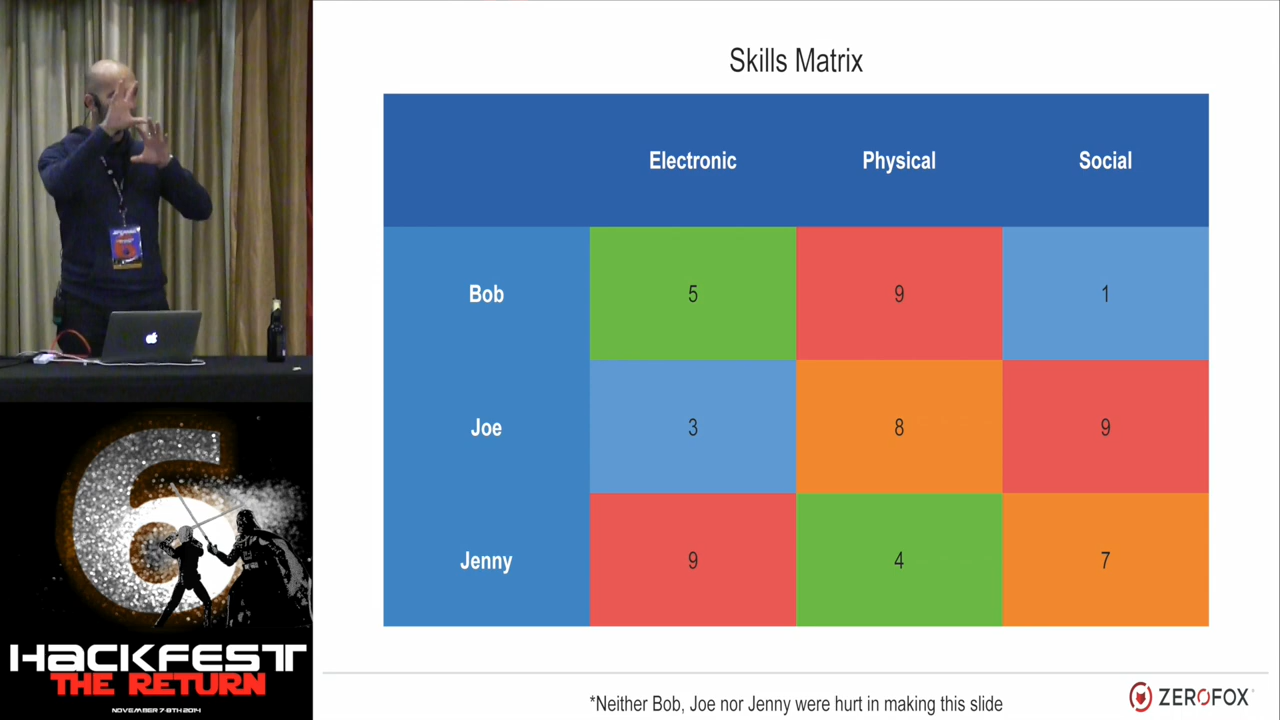 Skills Matrix
Electronic Physical Social
Bob 5 9 1
Joe 3 8 9
Jenny 9 4 7
*Neither Bob, Joe nor Jenny were hurt in making this slide
ZEROFOX
6
HACKFEST
THE RETURN
NOVEMBER 7-8TH 2014